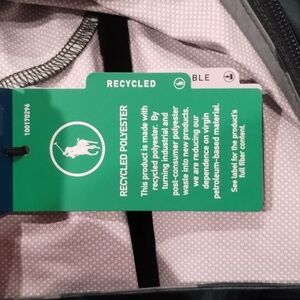 RECYCLED
BLE
100170296
RECYCLED POLYESTER
This product is made with
recycled polyester. By
turning industrial and
post-consumer polyester
waste into new products,
we are reducing our
dependence on virgin
petroleum-based material.
See label for the product's
full fiber content.